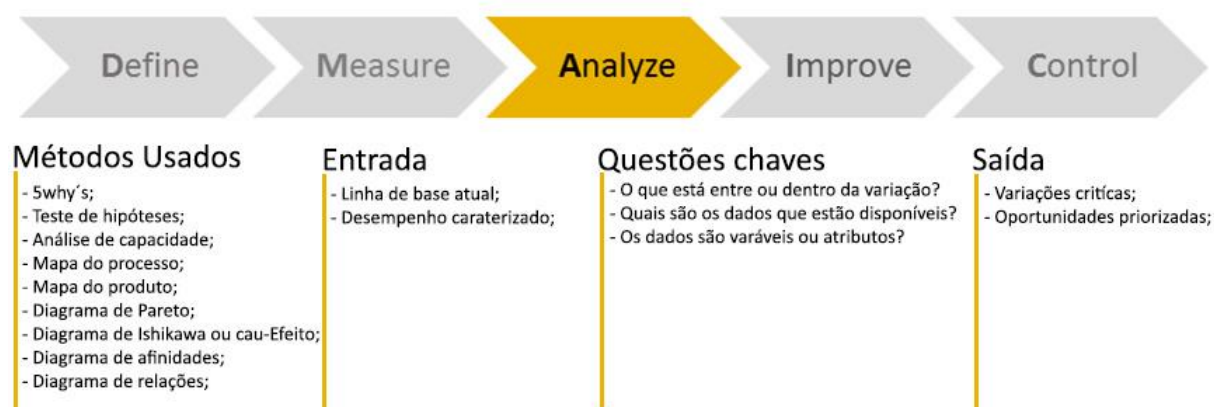 Define
Measure
Analyze
Improve
Control
Métodos Usados
- 5why´s;
- Teste de hipóteses;
- Análise de capacidade;
- Mapa do processo;
- Mapa do produto;
- Diagrama de Pareto;
- Diagrama de Ishikawa ou cau-Efeito;
- Diagrama de afinidades;
- Diagrama de relações;
Entrada
- Linha de base atual;
- Desempenho caraterizado;
Questões chaves
- O que está entre ou dentro da variação?
- Quais são os dados que estão disponíveis?
- Os dados são varáveis ou atributos?
Saída
- Variações critícas;
- Oportunidades priorizadas;